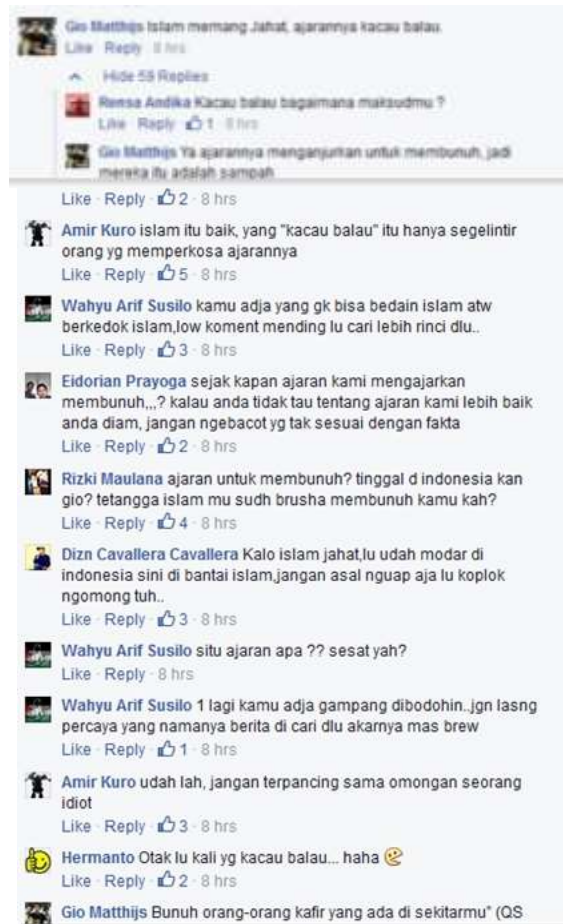 Gio Matthijs Islam memang Jahat, ajarannya kacau balau.
Like Reply 8 hrs
Hide 59 Replies
Rensa Andika Kacau balau bagaimana maksudmu ?
Like Reply 1 8 hrs
Gio Matthijs Ya ajarannya menganjurkan untuk membunuh, jadi
mereka itu adalah sampah
Like · Reply · 2 · 8 hrs
Amir Kuro islam itu baik, yang "kacau balau" itu hanya segelintir
orang yg memperkosa ajarannya
Like · Reply · 5 · 8 hrs
Wahyu Arif Susilo kamu adja yang gk bisa bedain islam atw
berkedok islam,low koment mending lu cari lebih rinci dlu..
Like · Reply · 3 · 8 hrs
Eidorian Prayoga sejak kapan ajaran kami mengajarkan
membunuh,,,? kalau anda tidak tau tentang ajaran kami lebih baik
anda diam, jangan ngebacot yg tak sesuai dengan fakta
Like · Reply · 2 · 8 hrs
Rizki Maulana ajaran untuk membunuh? tinggal d indonesia kan
gio? tetangga islam mu sudh brusha membunuh kamu kah?
Like · Reply · 4 · 8 hrs
Dizn Cavallera Cavallera Kalo islam jahat,lu udah modar di
indonesia sini di bantai islam,jangan asal nguap aja lu koplok
ngomong tuh..
Like · Reply · 3 · 8 hrs
Wahyu Arif Susilo situ ajaran apa ?? sesat yah?
Like · Reply · 8 hrs
Wahyu Arif Susilo 1 lagi kamu adja gampang dibodohin..jgn lasng
percaya yang namanya berita di cari dlu akarnya mas brew
Like · Reply · 1 · 8 hrs
Amir Kuro udah lah, jangan terpancing sama omongan seorang
idiot
Like · Reply · 3 · 8 hrs
Hermanto Otak lu kali yg kacau balau... haha
Like · Reply · 2 · 8 hrs
Gio Matthijs Bunuh orang-orang kafir yang ada di sekitarmu" (QS